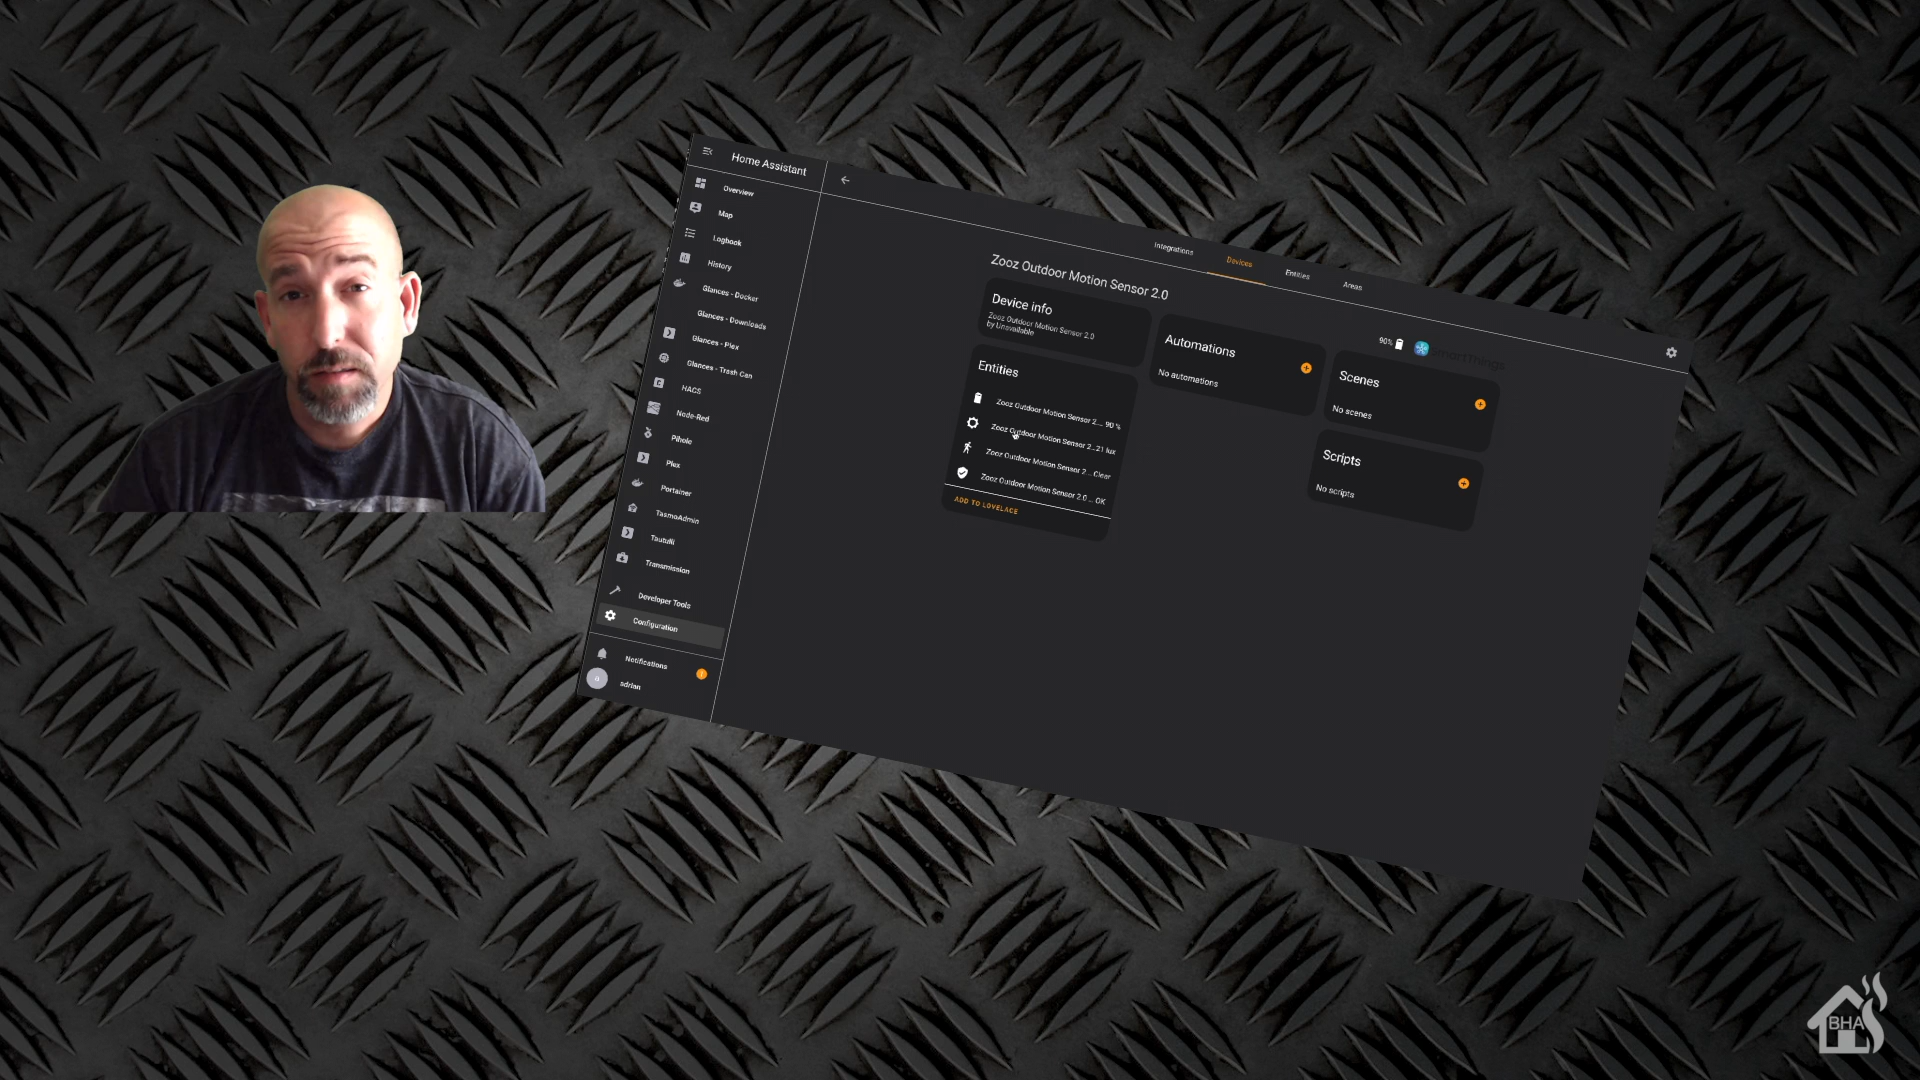 Home Assistant
Overview
Map
Logbook
History
Glances - Docker
Glances - Downloads
Glances - Plex
Glances - Trash Can
HACS
Node-Red
Pihole
Plex
Portainer
TasmoAdmin
Tautulli
Transmission
Developer Tools
Configuration
Notifications
adrian
Integrations
Devices
Entities
Areas
Zooz Outdoor Motion Sensor 2.0
Device info
Zooz Outdoor Motion Sensor 2.0
by Unavailable
90%
SmartThings
Entities
Zooz Outdoor Motion Sensor 2.... 90 %
Zooz Outdoor Motion Sensor 2...21 lux
Zooz Outdoor Motion Sensor 2.... Clear
Zooz Outdoor Motion Sensor 2.0 ... OK
ADD TO LOVELACE
Automations
No automations
Scenes
No scenes
Scripts
No scripts
BHA